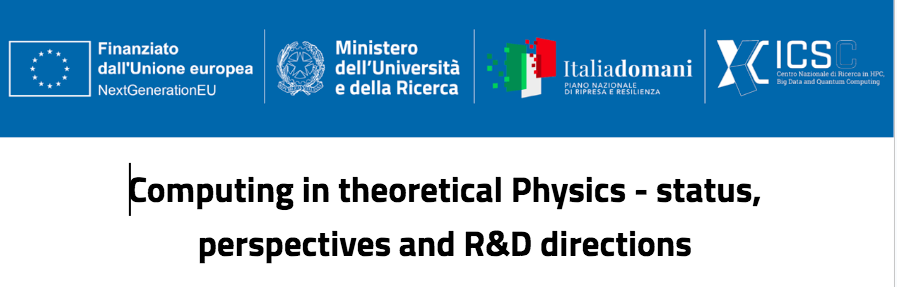 Finanziato
dall'Unione europea
NextGenerationEU
Ministero
dell'Università
e della Ricerca
Italiadomani
PIANO NAZIONALE
DI RIPRESA E RESILIENZA
ICSC
Centro Nazionale di Ricerca in HPC,
Big Data and Quantum Computing
Computing in theoretical Physics - status,
perspectives and R&D directions